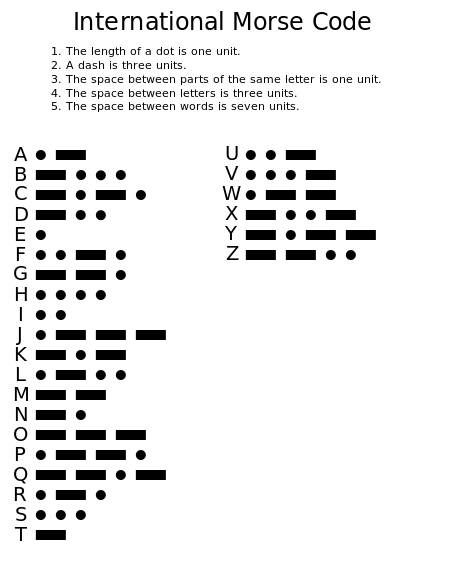 International Morse Code
1. The length of a dot is one unit.
2. A dash is three units.
3. The space between parts of the same letter is one unit.
4. The space between letters is three units.
5. The space between words is seven units.
A
B
C
D
E
F
G
H
I
J
K
L
M
N
O
P
Q
R
S
T
U
V
W
X
Y
Z